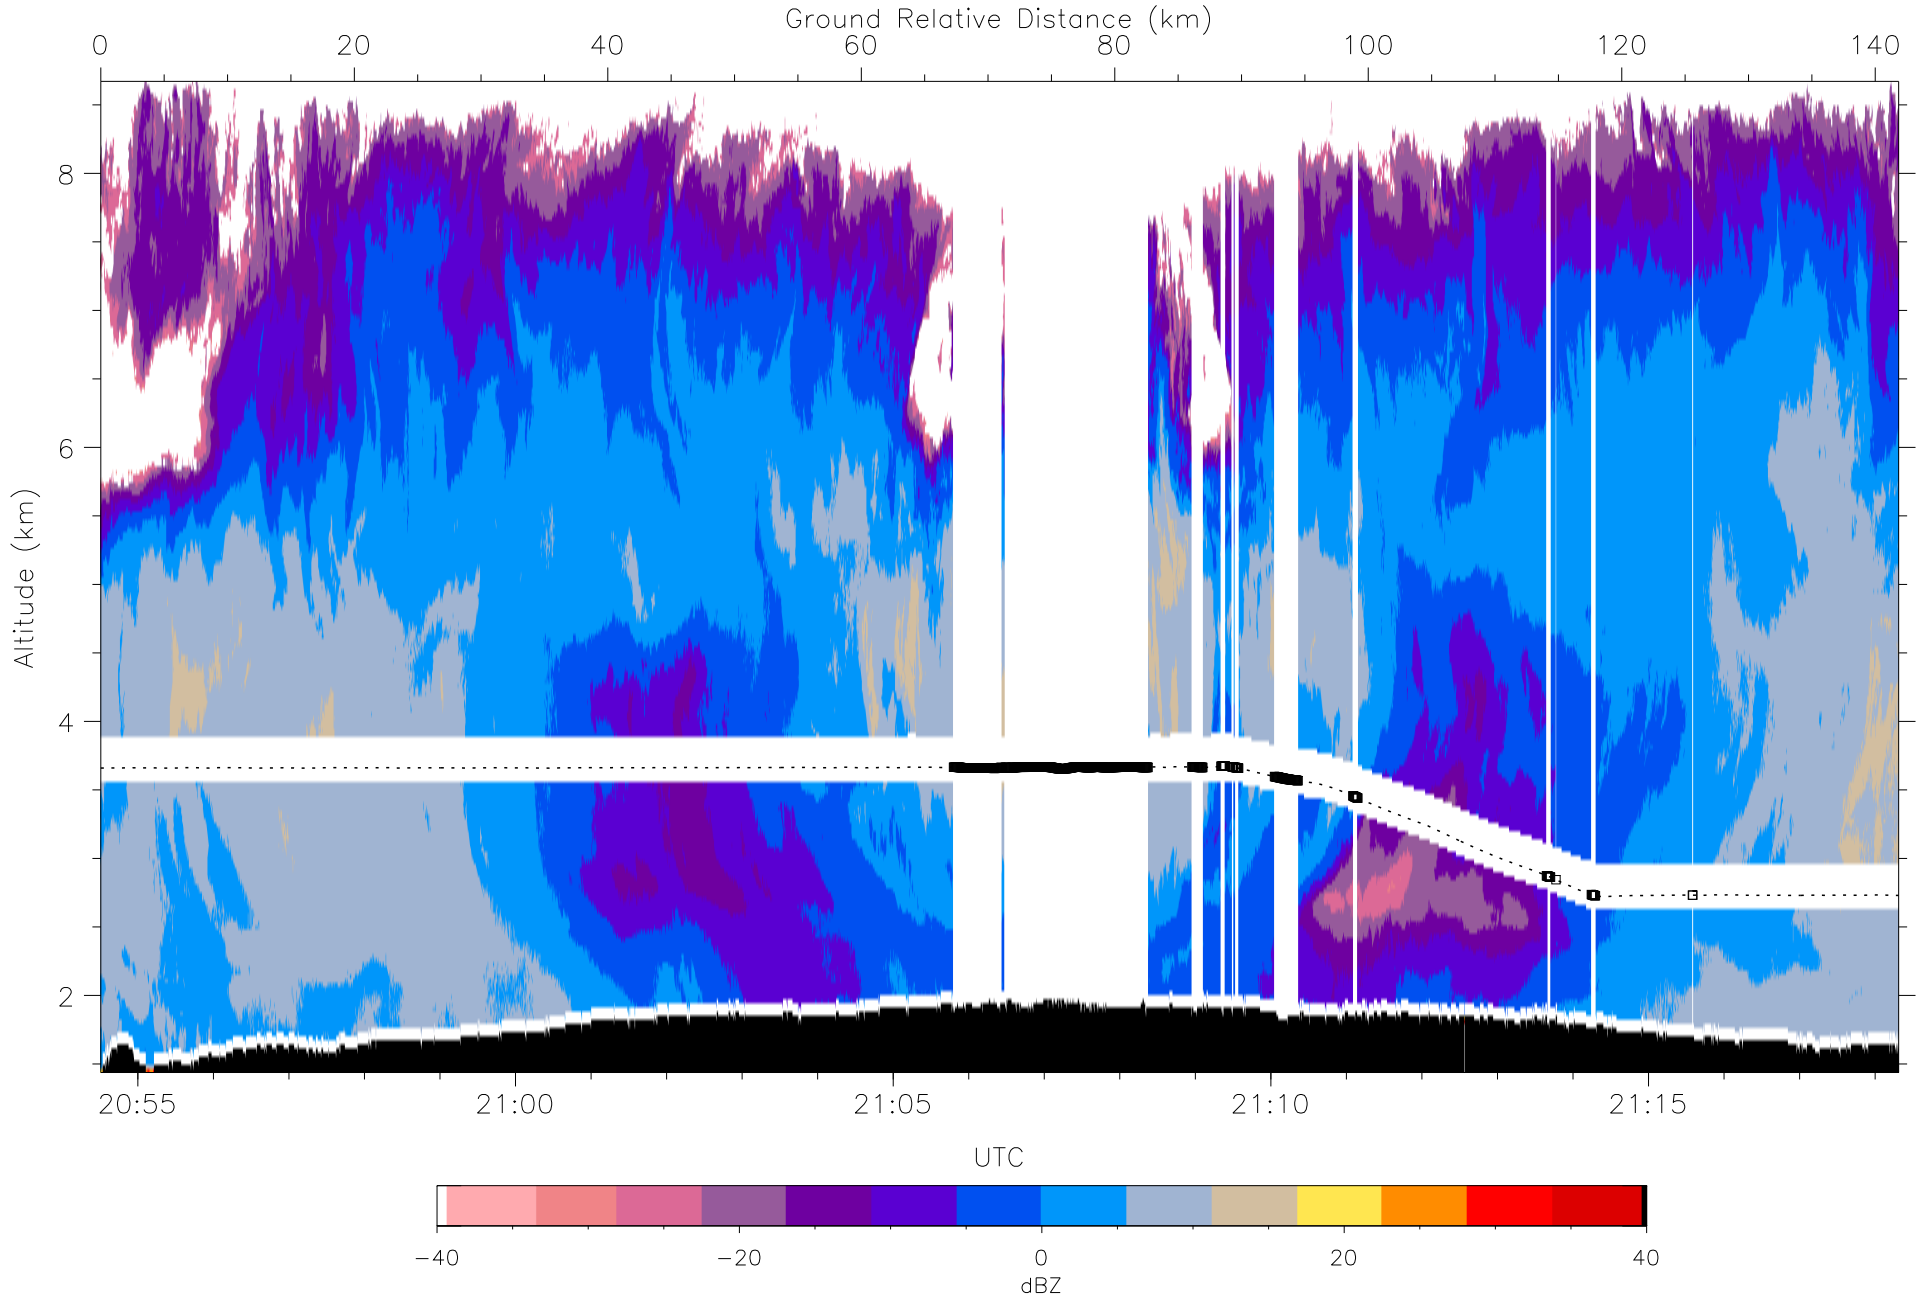 Ground Relative Distance (km)
0 20 40 60 80 100 120 140
8
6
4
2
Altitude (km)
20:55 21:00 21:05 21:10 21:15
UTC
−40 −20 0 20 40
dBZ